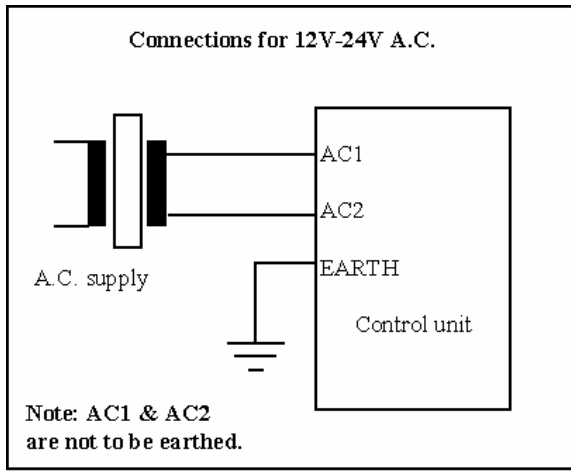 Connections for 12V-24V A.C.
AC1
AC2
EARTH
A.C. supply
Control unit
Note: AC1 & AC2
are not to be earthed.